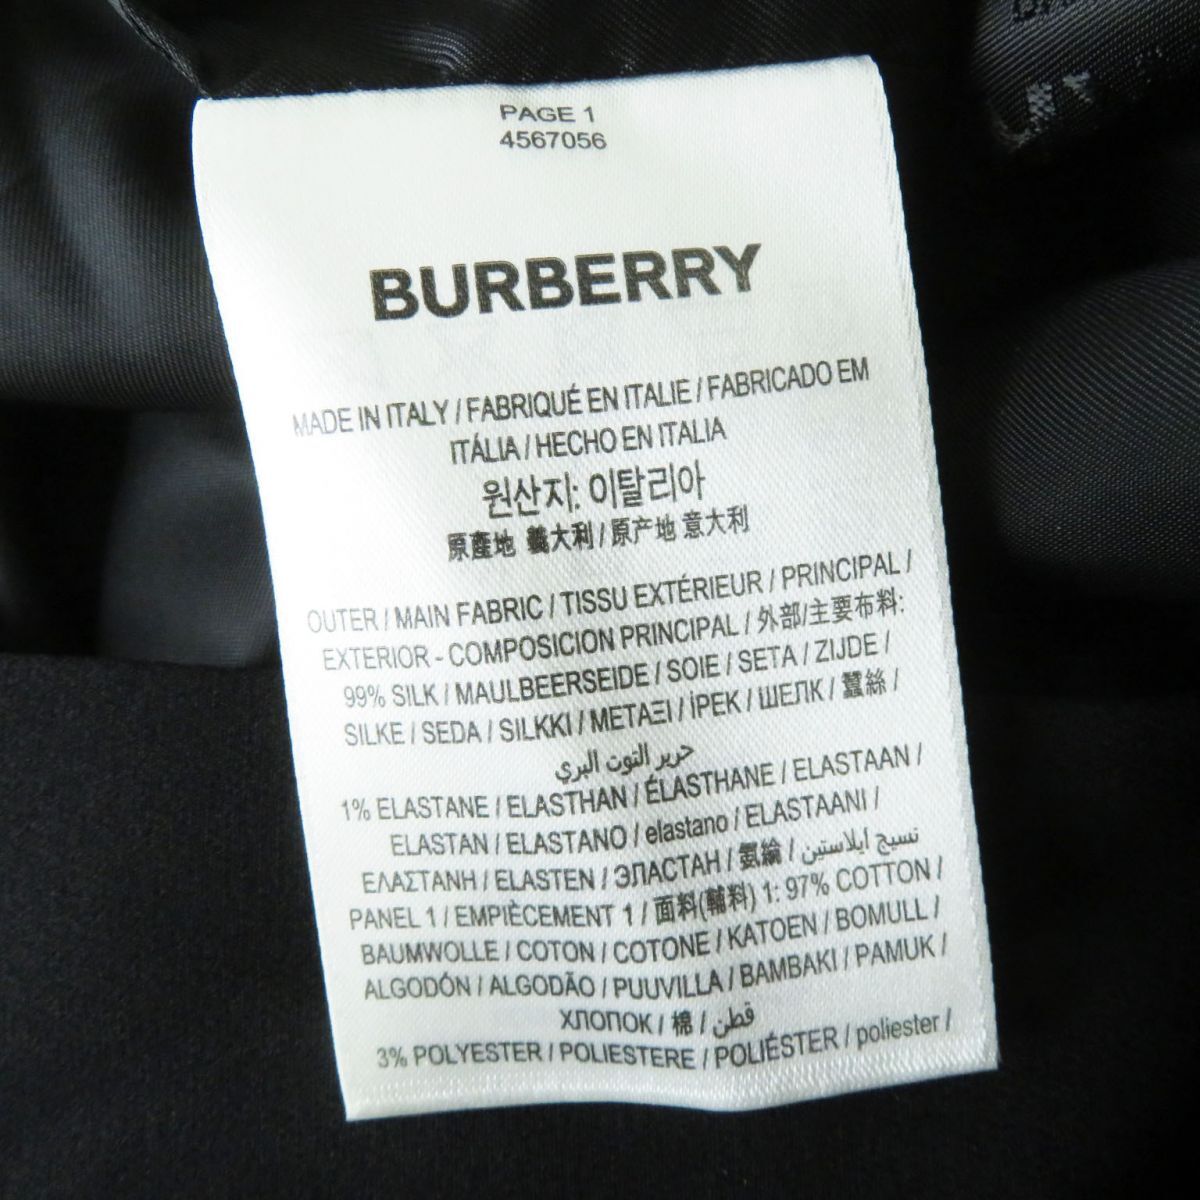 PAGE 1
4567056
BURBERRY
MADE IN ITALY / FABRIQUÉ EN ITALIE / FABRICADO EM
ITÁLIA / HECHO EN ITALIA
원산지: 이탈리아
原產地 義大利 / 原产地 意大利
OUTER / MAIN FABRIC / TISSU EXTÉRIEUR / PRINCIPAL /
EXTERIOR - COMPOSICION PRINCIPAL / 外部/主要布料:
99% SILK / MAULBEERSEIDE / SOIE / SETA / ZIJDE /
SILKE / SEDA / SILKKI / ΜΕΤΑΞΙ / İPEK / ШЕЛК / 蠶絲 /
حرير التوت البري
1% ELASTANE / ELASTHAN / ÉLASTHANE / ELASTAAN /
ELASTAN / ELASTANO / elastano / ELASTAANI /
ΕΛΑΣΤΑΝΗ / ELASTEN / ЭЛАСТАН / 氨綸 / نسيج ايلاستين
PANEL 1 / EMPIÈCEMENT 1 / 面料(輔料) 1: 97% COTTON /
BAUMWOLLE / COTON / COTONE / KATOEN / BOMULL /
ALGODÓN / ALGODÃO / PUUVILLA / ΒΑΜΒΑΚΙ / PAMUK /
ХЛОПОК / 棉 / قطن
3% POLYESTER / POLIESTERE / POLIÉSTER / poliester /